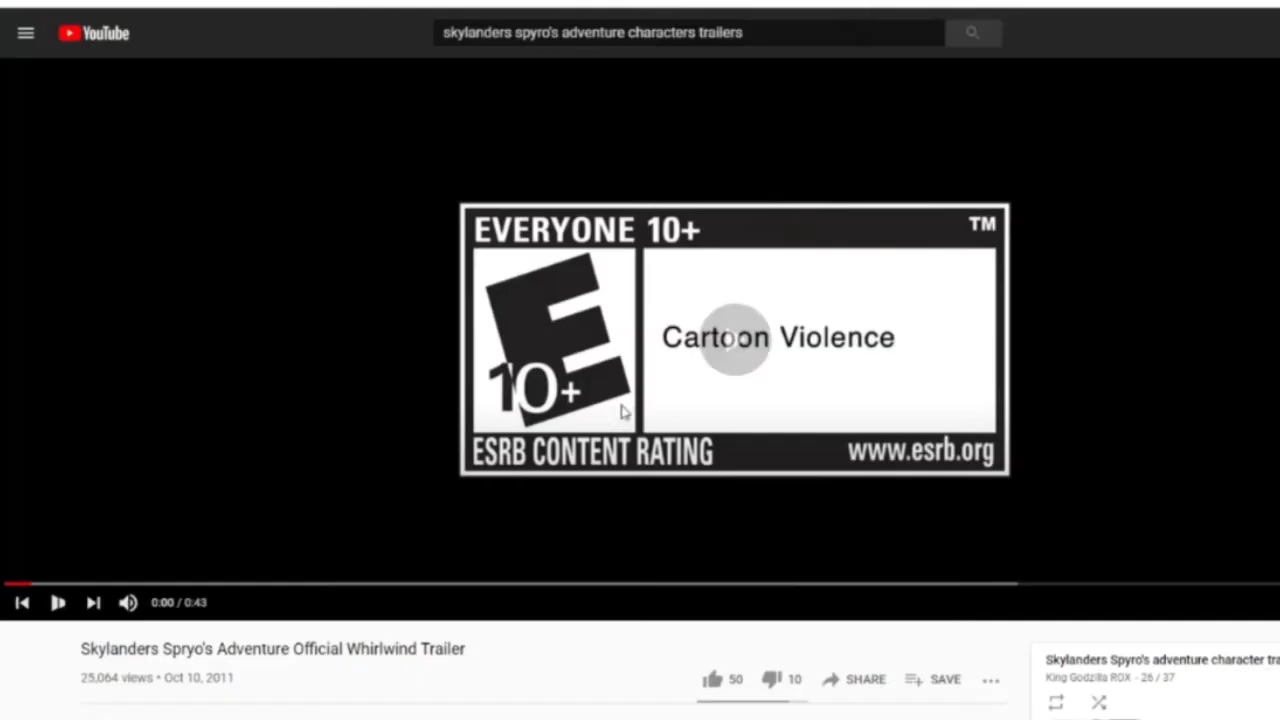 YouTube
skylanders spyro's adventure characters trailers
EVERYONE 10+
TM
E
10+
Cartoon Violence
ESRB CONTENT RATING
www.esrb.org
0:00 / 0:43
Skylanders Spryo's Adventure Official Whirlwind Trailer
25,064 views • Oct 10, 2011
50
10
SHARE
SAVE
Skylanders Spyro's adventure character tra
King Godzilla ROX - 26 / 37